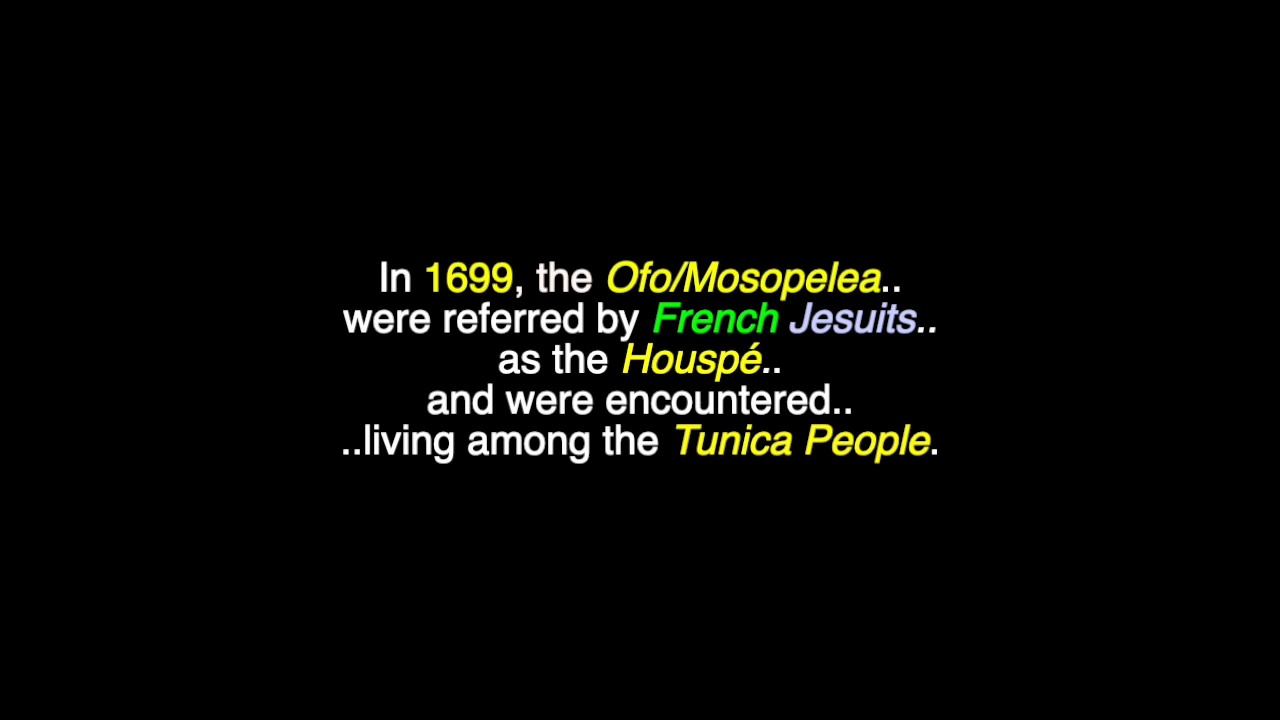 In 1699, the Ofo/Mosopelea..
were referred by French Jesuits..
as the Houspé..
and were encountered..
..living among the Tunica People.